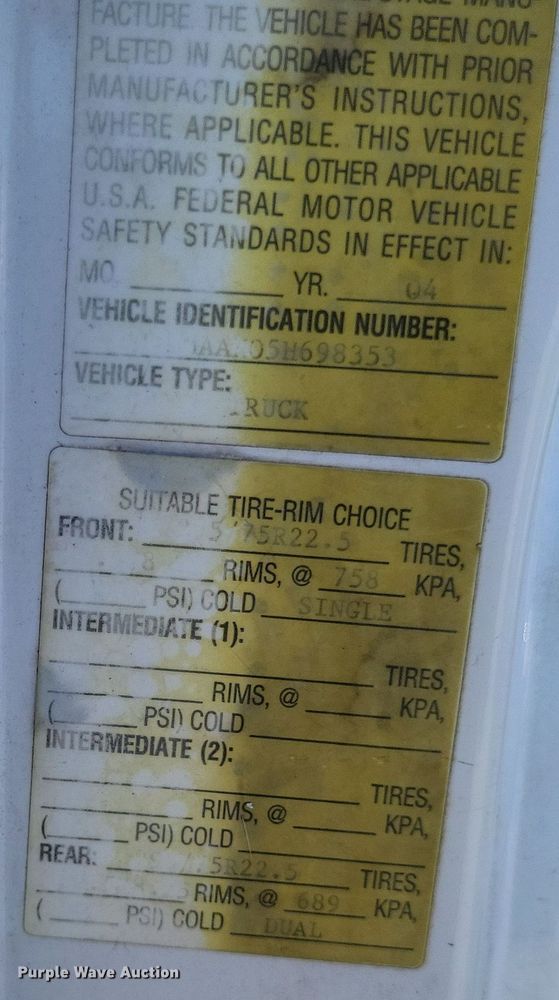 FACTURE THE VEHICLE HAS BEEN COM-
PLETED IN ACCORDANCE WITH PRIOR
MANUFACTURER'S INSTRUCTIONS,
WHERE APPLICABLE. THIS VEHICLE
CONFORMS TO ALL OTHER APPLICABLE
U.S.A. FEDERAL MOTOR VEHICLE
SAFETY STANDARDS IN EFFECT IN:
MO. YR. 04
VEHICLE IDENTIFICATION NUMBER:
05H698353
VEHICLE TYPE:
RUCK
SUITABLE TIRE-RIM CHOICE
FRONT: 75R22.5 TIRES,
8 RIMS, @ 758 KPA,
( PSI) COLD SINGLE
INTERMEDIATE (1):
TIRES,
RIMS, @ KPA,
( PSI) COLD
INTERMEDIATE (2):
TIRES,
RIMS, @ KPA,
( PSI) COLD
REAR: 5R22.5 TIRES,
RIMS, @ 689 KPA,
( PSI) COLD DUAL
Purple Wave Auction